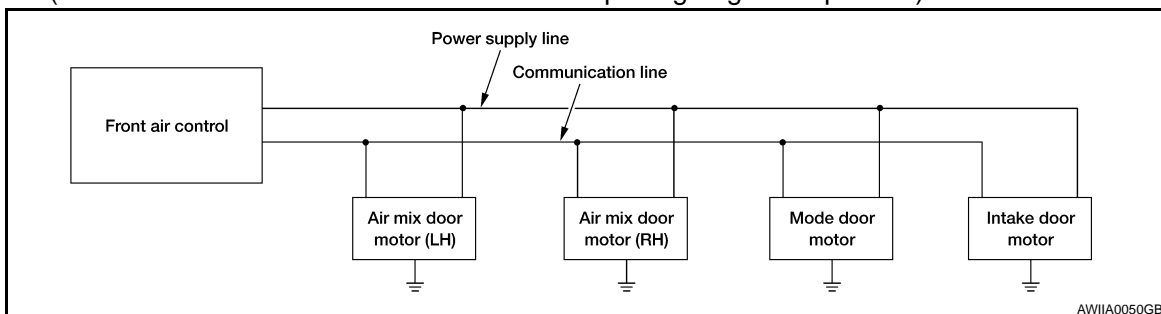 Power supply line
Communication line
Front air control
Air mix door
motor (LH)
Air mix door
motor (RH)
Mode door
motor
Intake door
motor
AWIIA0050GB